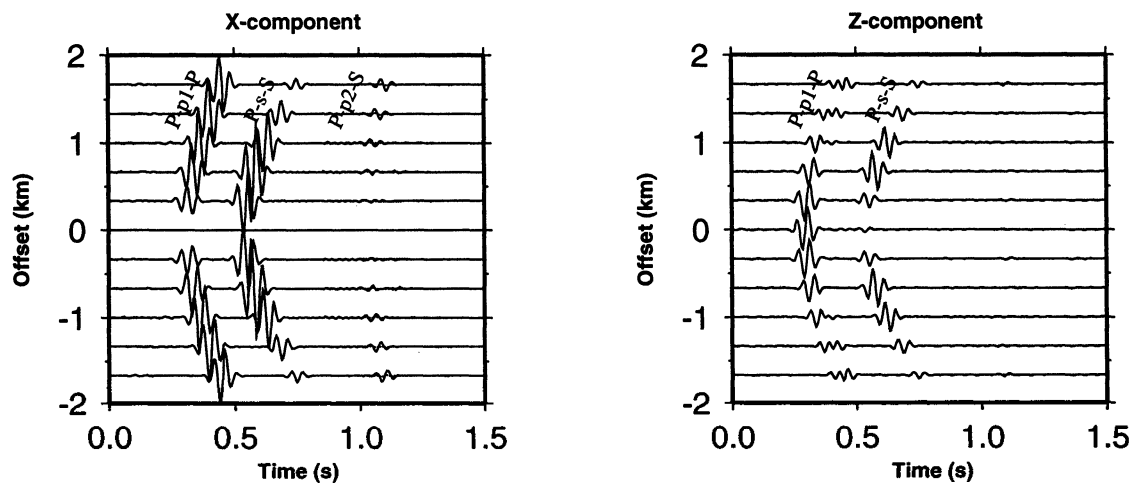 X-component
Z-component
2
1
0
-1
-2
Offset (km)
P-p1-P
P-s-S
P-p2-S
0.0 0.5 1.0 1.5
Time (s)
2
1
0
-1
-2
Offset (km)
P-p1-P
P-s-S
0.0 0.5 1.0 1.5
Time (s)